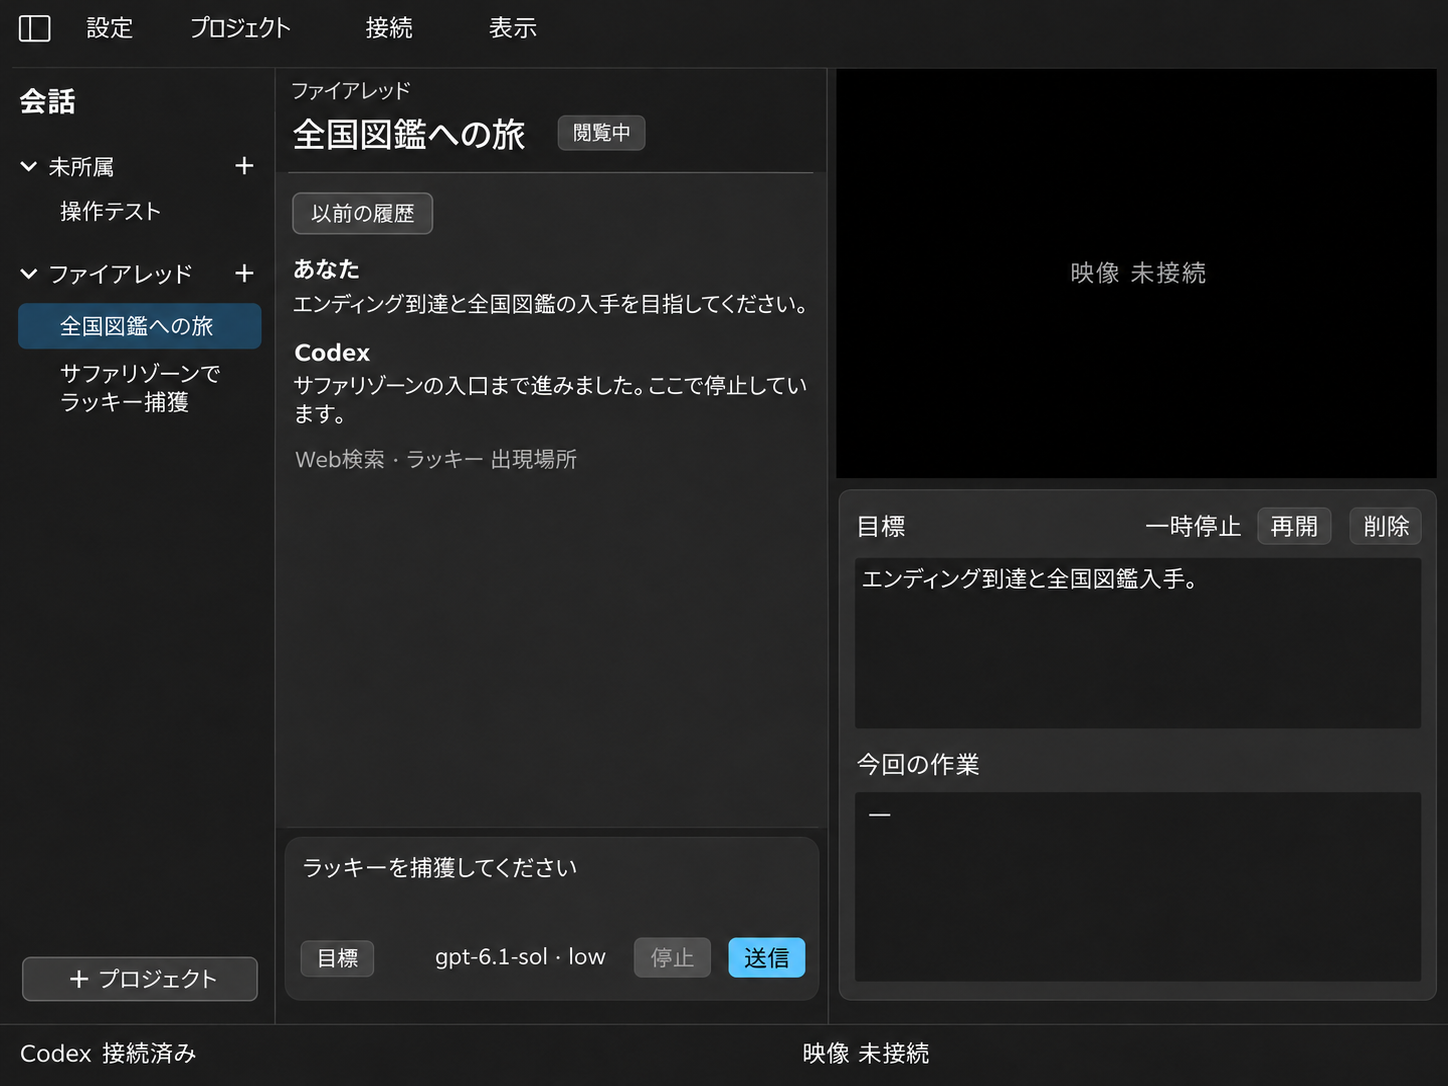 設定 プロジェクト 接続 表示
会話
未所属 +
操作テスト
ファイアレッド +
全国図鑑への旅
サファリゾーンで
ラッキー捕獲
+ プロジェクト
ファイアレッド
全国図鑑への旅 閲覧中
以前の履歴
あなた
エンディング到達と全国図鑑の入手を目指してください。
Codex
サファリゾーンの入口まで進みました。ここで停止してい
ます。
Web検索・ラッキー 出現場所
ラッキーを捕獲してください
目標 gpt-6.1-sol · low 停止 送信
映像 未接続
目標 一時停止 再開 削除
エンディング到達と全国図鑑入手。
今回の作業
—
Codex 接続済み 映像 未接続